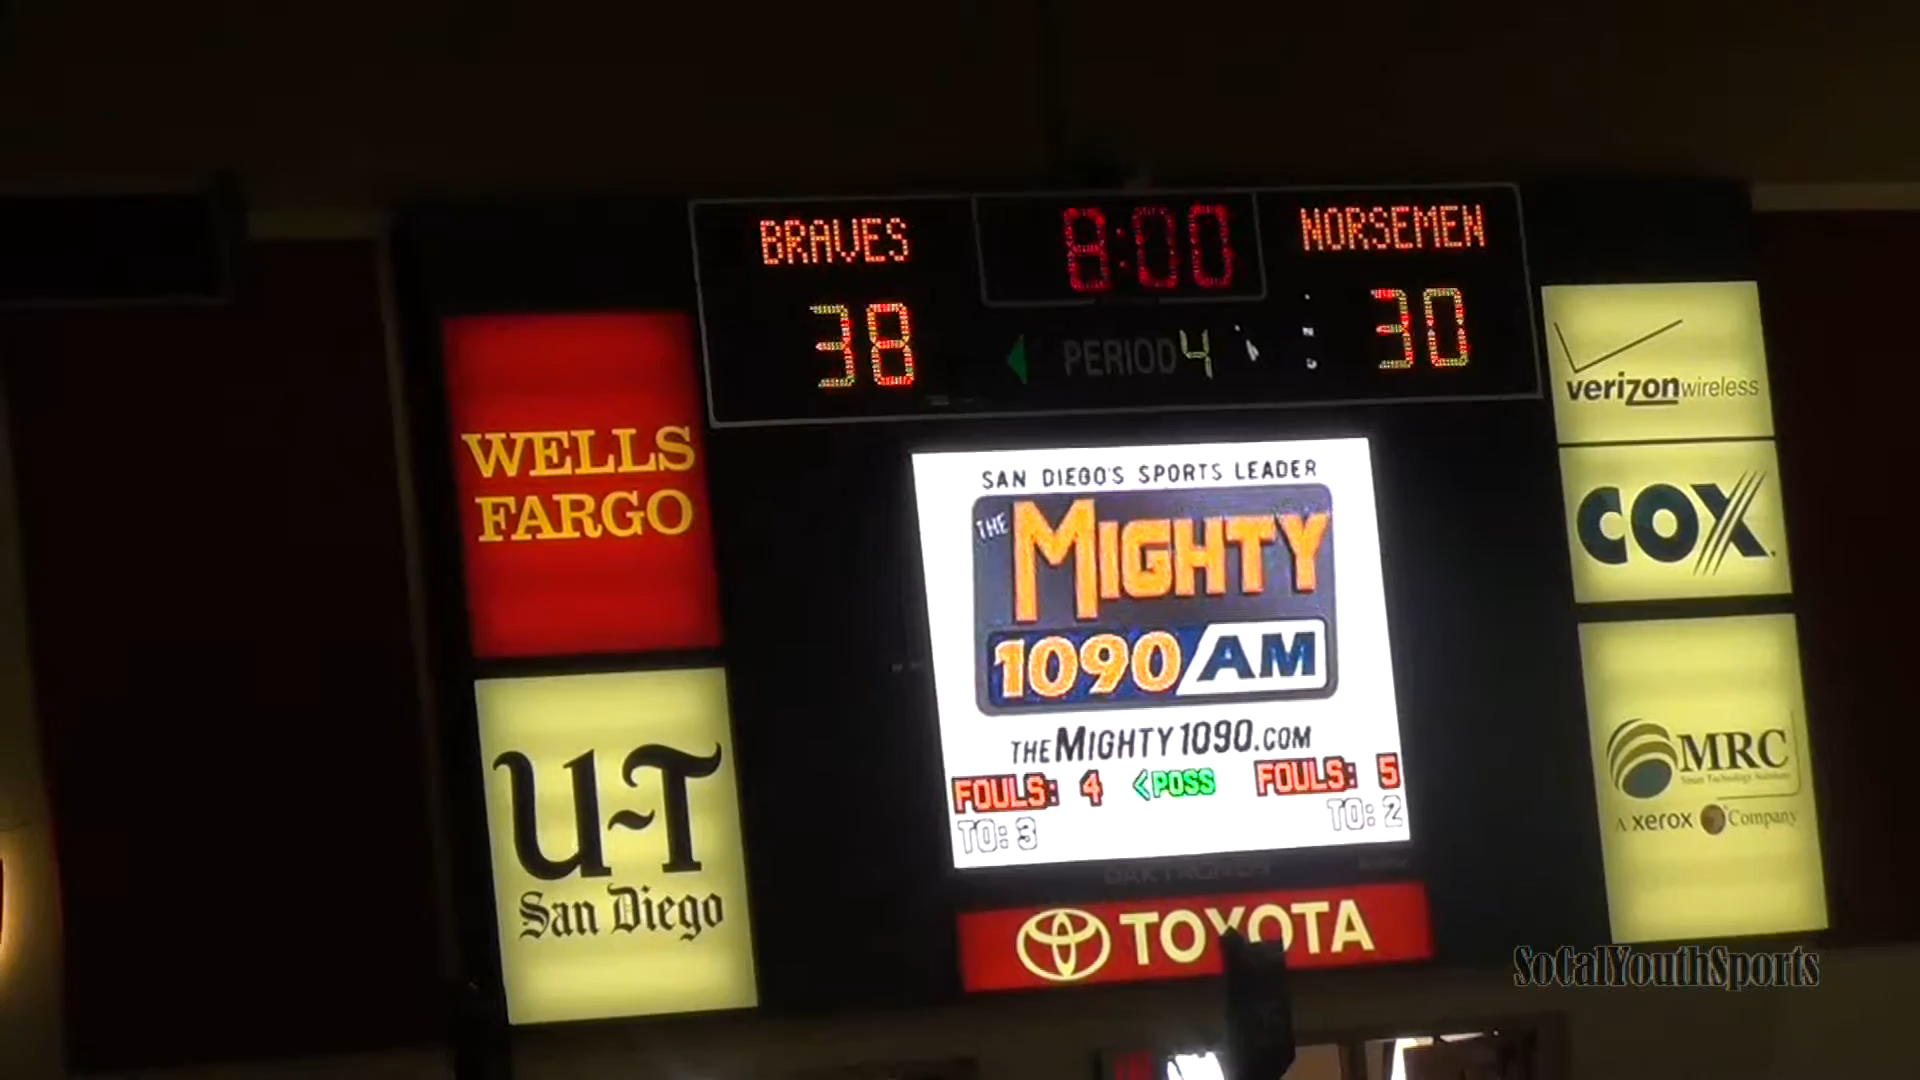 BRAVES
8:00
NORSEMEN
38
PERIOD 4
30
WELLS
FARGO
U-T
San Diego
SAN DIEGO'S SPORTS LEADER
THE MIGHTY
1090 AM
THEMIGHTY1090.COM
FOULS: 4
<POSS
FOULS: 5
TO: 3
TO: 2
TOYOTA
verizonwireless
COX
MRC
A xerox Company
SoCalYouthSports